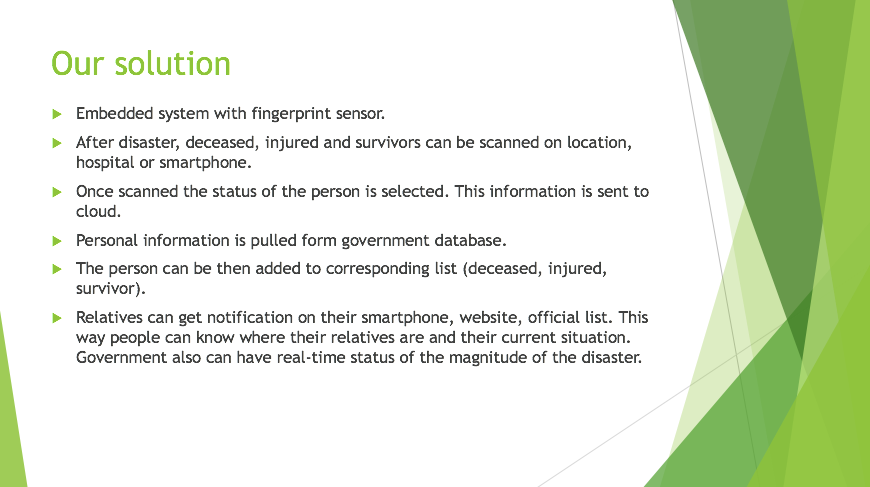 Our solution
Embedded system with fingerprint sensor.
After disaster, deceased, injured and survivors can be scanned on location,
hospital or smartphone.
Once scanned the status of the person is selected. This information is sent to
cloud.
Personal information is pulled form government database.
The person can be then added to corresponding list (deceased, injured,
survivor).
Relatives can get notification on their smartphone, website, official list. This
way people can know where their relatives are and their current situation.
Government also can have real-time status of the magnitude of the disaster.